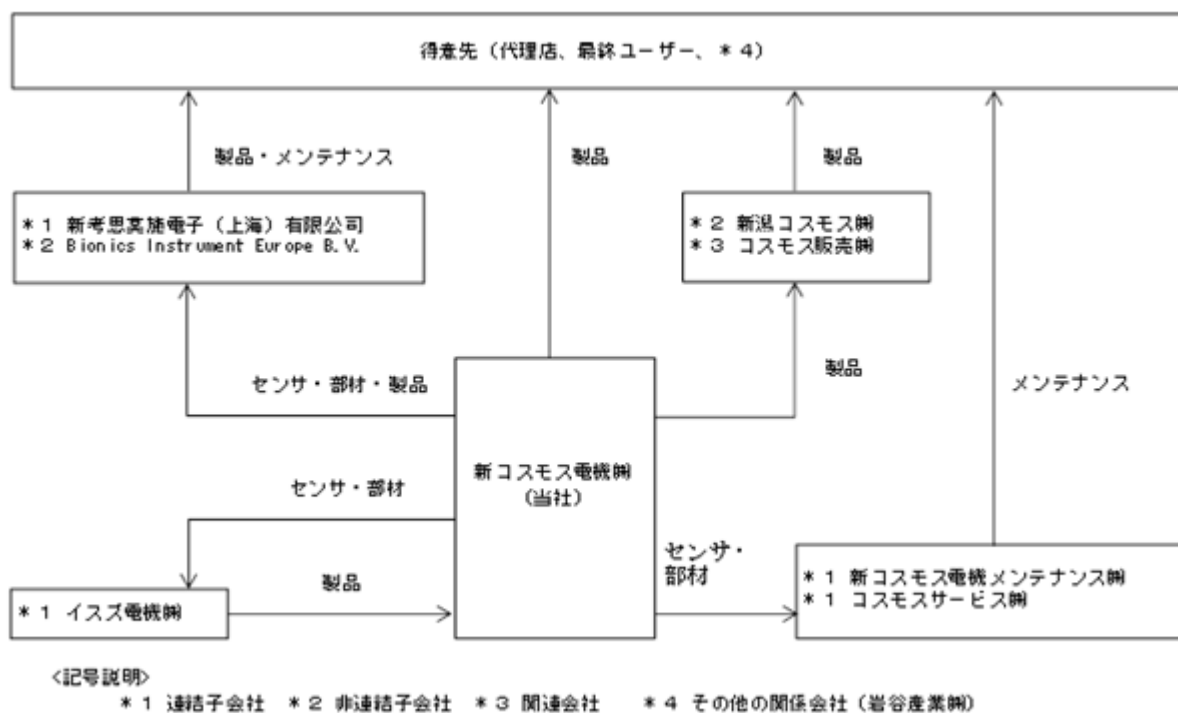 得意先（代理店、最終ユーザー、＊４）
製品・メンテナンス
製品
製品
＊１ 新考思莫施電子（上海）有限公司
＊２ Bionics Instrument Europe B.V.
＊２ 新潟コスモス㈱
＊３ コスモス販売㈱
センサ・部材・製品
製品
メンテナンス
新コスモス電機㈱
（当社）
センサ・部材
センサ・
部材
製品
＊１ イスズ電機㈱
＊１ 新コスモス電機メンテナンス㈱
＊１ コスモスサービス㈱
<記号説明>
＊１ 連結子会社 ＊２ 非連結子会社 ＊３ 関連会社 ＊４ その他の関係会社（岩谷産業㈱）